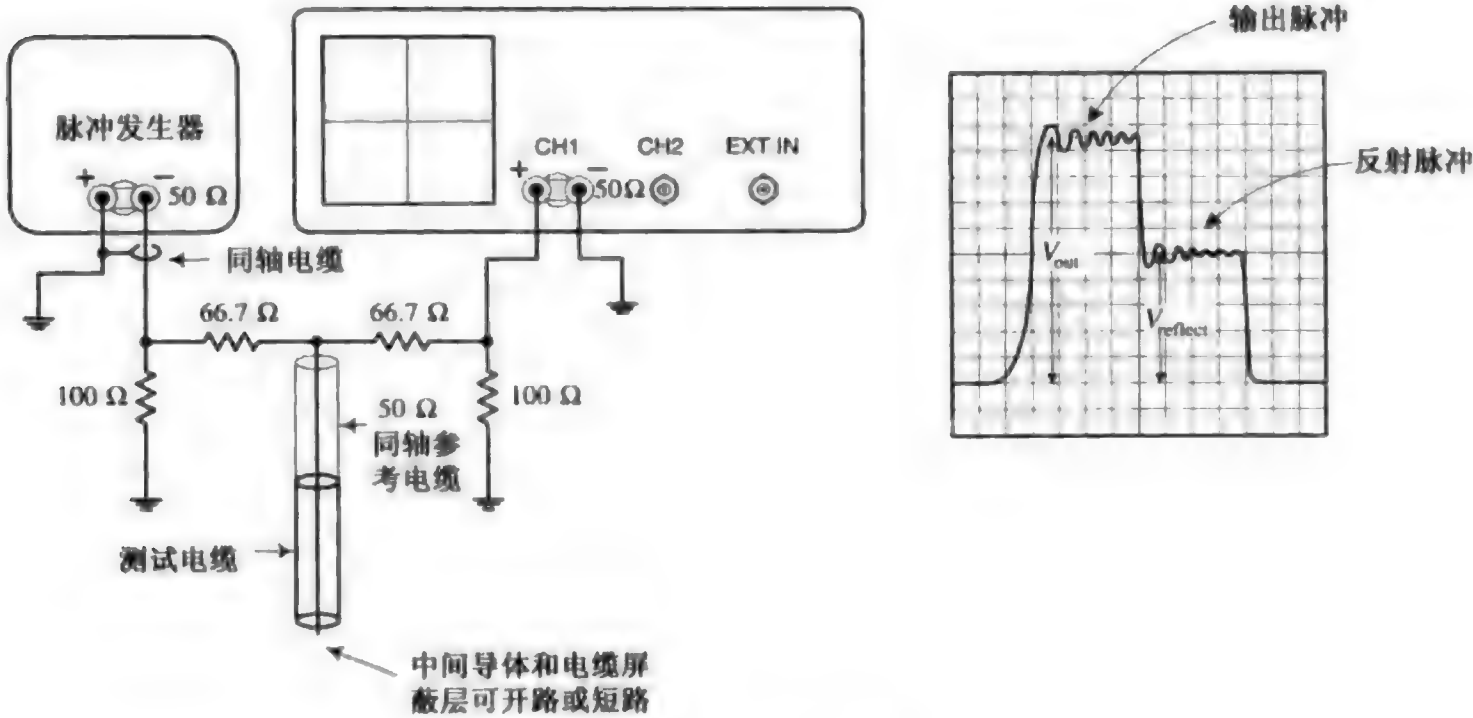 脉冲发生器
+
−
50 Ω
CH1
CH2
EXT IN
+
−
50Ω
同轴电缆
66.7 Ω
66.7 Ω
100 Ω
100 Ω
50 Ω
同轴参
考电缆
测试电缆
中间导体和电缆屏
蔽层可开路或短路
输出脉冲
反射脉冲
Vout
Vreflect